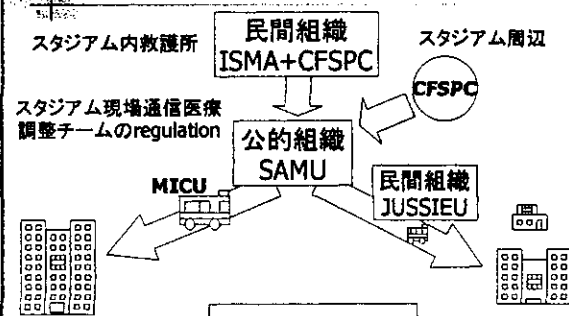 スタジアム内救護所
民間組織
ISMA+CFSPC
スタジアム周辺
CFSPC
スタジアム現場通信医療
調整チームのregulation
公的組織
SAMU
MICU
民間組織
JUSSIEU